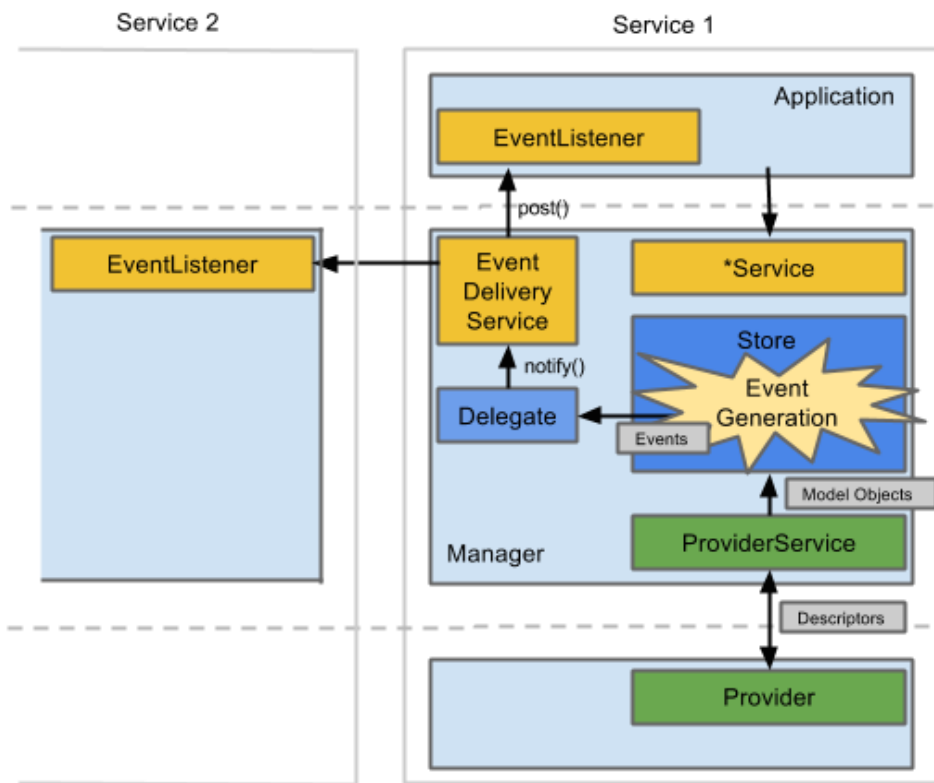 Service 2
Service 1
Application
EventListener
post()
EventListener
Event
Delivery
Service
*Service
Store
notify()
Event
Generation
Delegate
Events
Model Objects
ProviderService
Manager
Descriptors
Provider